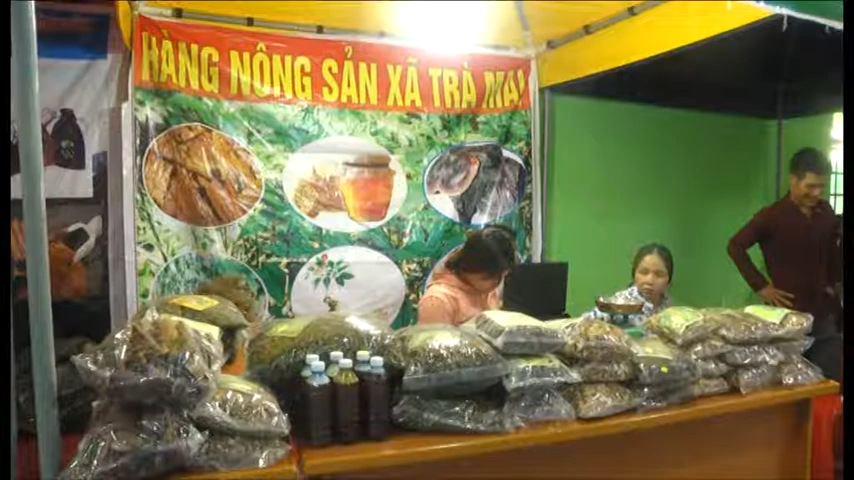 HÀNG NÔNG SẢN XÃ TRÀ MAI